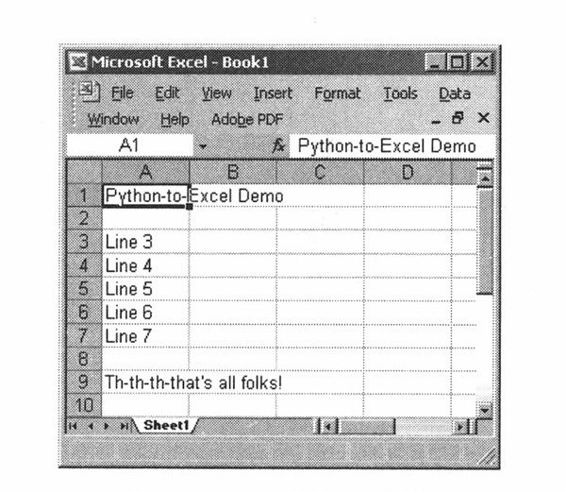 Microsoft Excel - Book1
File Edit View Insert Format Tools Data
Window Help Adobe PDF
A1 fx Python-to-Excel Demo
A B C D
1 Python-to-Excel Demo
2
3 Line 3
4 Line 4
5 Line 5
6 Line 6
7 Line 7
8
9 Th-th-th-that's all folks!
10
Sheet1